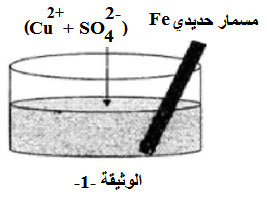 (Cu²⁺ + SO₄²⁻) مسمار حديدي Fe
الوثيقة -1-